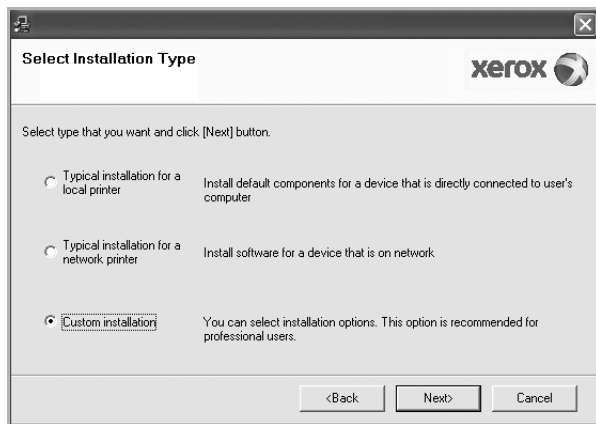 Select Installation Type
xerox
Select type that you want and click [Next] button.
Typical installation for a
local printer
Install default components for a device that is directly connected to user's
computer
Typical installation for a
network printer
Install software for a device that is on network
Custom installation
You can select installation options. This option is recommended for
professional users.
<Back
Next>
Cancel